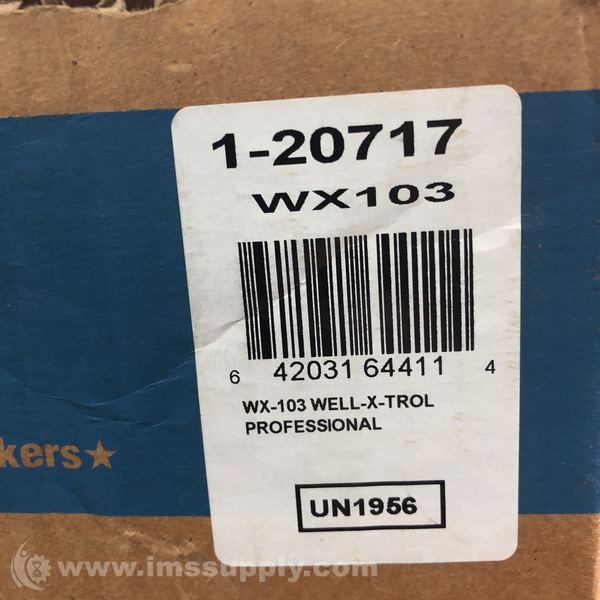 1-20717
WX103
6 42031 64411 4
WX-103 WELL-X-TROL
PROFESSIONAL
kers★
UN1956
www.imssupply.com